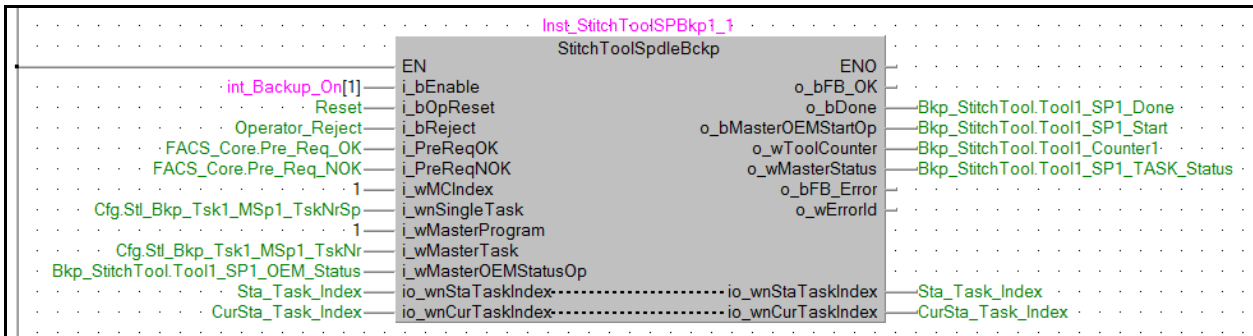 Inst_StitchToolSPBkp1_1
StitchToolSpdleBckp
EN ENO
int_Backup_On[1] i_bEnable o_bFB_OK
Reset i_bOpReset o_bDone Bkp_StitchTool.Tool1_SP1_Done
Operator_Reject i_bReject o_bMasterOEMStartOp Bkp_StitchTool.Tool1_SP1_Start
FACS_Core.Pre_Req_OK i_PreReqOK o_wToolCounter Bkp_StitchTool.Tool1_Counter1
FACS_Core.Pre_Req_NOK i_PreReqNOK o_wMasterStatus Bkp_StitchTool.Tool1_SP1_TASK_Status
1 i_wMCIndex o_bFB_Error
Cfg.Stl_Bkp_Tsk1_MSp1_TskNrSp i_wnSingleTask o_wErrorId
1 i_wMasterProgram
Cfg.Stl_Bkp_Tsk1_MSp1_TskNr i_wMasterTask
Bkp_StitchTool.Tool1_SP1_OEM_Status i_wMasterOEMStatusOp
Sta_Task_Index io_wnStaTaskIndex io_wnStaTaskIndex Sta_Task_Index
CurSta_Task_Index io_wnCurTaskIndex io_wnCurTaskIndex CurSta_Task_Index